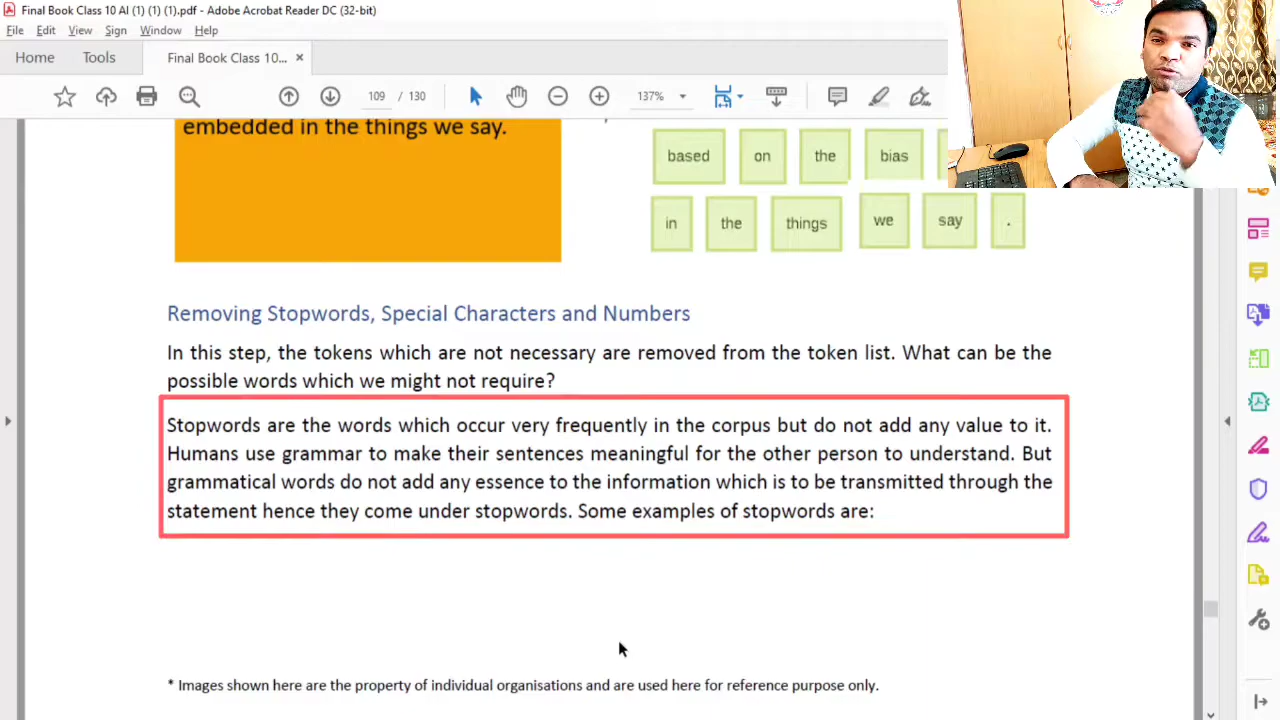 Final Book Class 10 AI (1) (1) (1).pdf - Adobe Acrobat Reader DC (32-bit)
File Edit View Sign Window Help
Home Tools Final Book Class 10... ×
109 / 130 137%
embedded in the things we say.
based on the bias
in the things we say .
Removing Stopwords, Special Characters and Numbers
In this step, the tokens which are not necessary are removed from the token list. What can be the
possible words which we might not require?
Stopwords are the words which occur very frequently in the corpus but do not add any value to it.
Humans use grammar to make their sentences meaningful for the other person to understand. But
grammatical words do not add any essence to the information which is to be transmitted through the
statement hence they come under stopwords. Some examples of stopwords are:
* Images shown here are the property of individual organisations and are used here for reference purpose only.